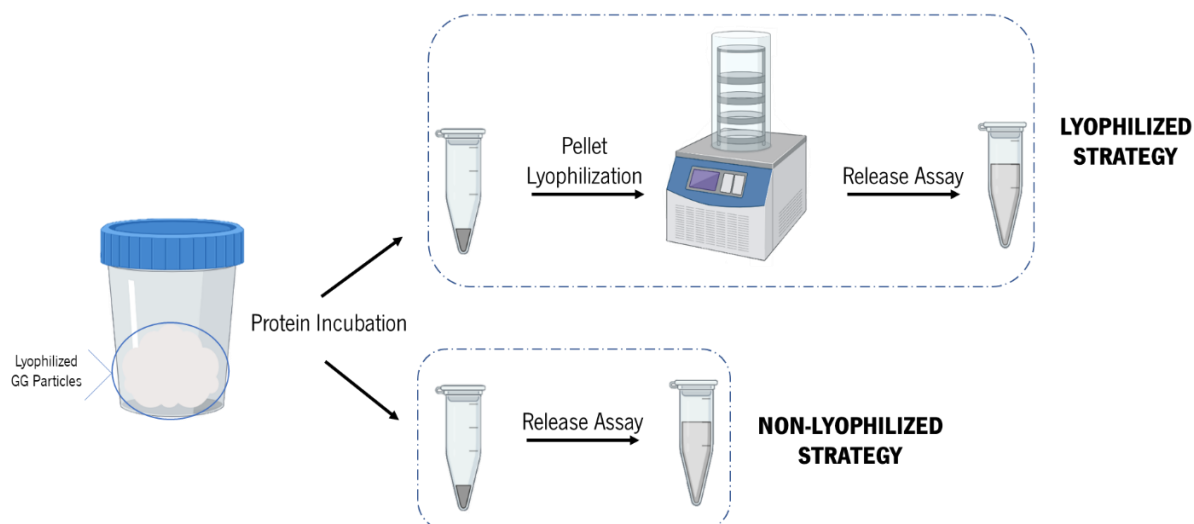 Lyophilized
GG Particles
Protein Incubation
Pellet
Lyophilization
Release Assay
LYOPHILIZED
STRATEGY
Release Assay
NON-LYOPHILIZED
STRATEGY